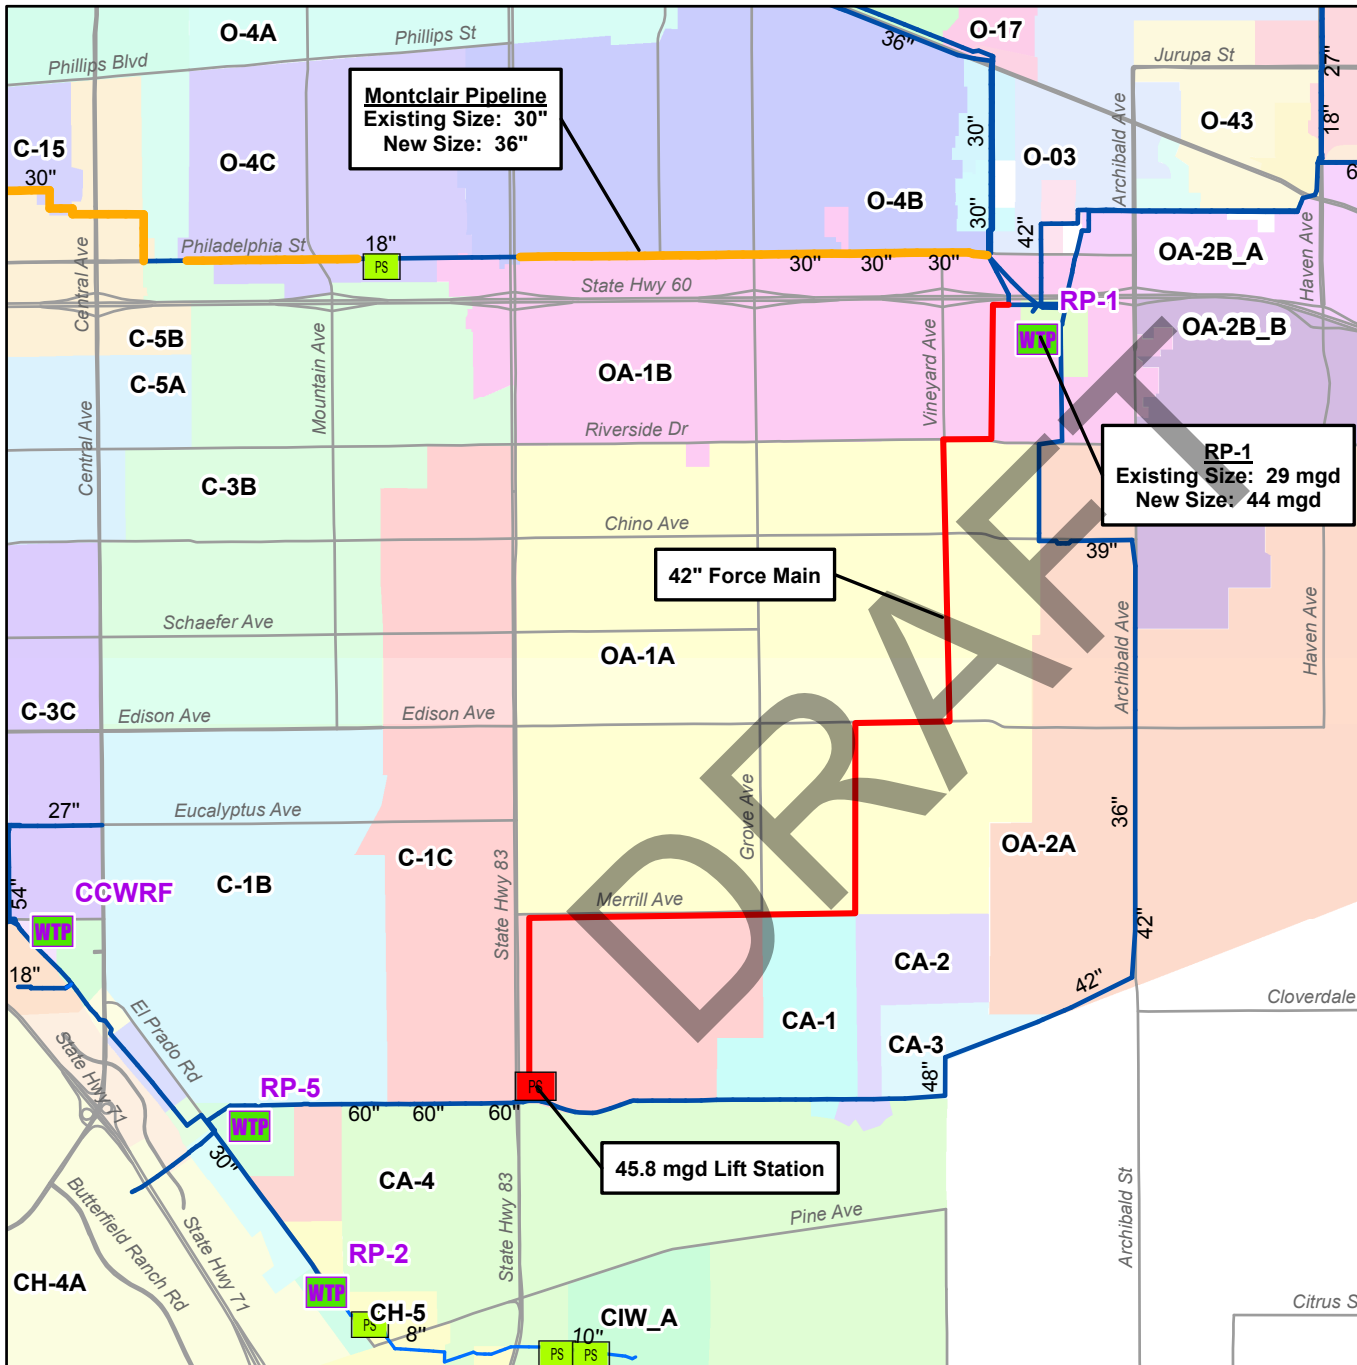 O-4A
Phillips St
36"
O-17
Phillips Blvd
Jurupa St
27"
Montclair Pipeline
Existing Size: 30"
New Size: 36"
C-15
30"
O-4C
30"
O-03
Archibald Ave
O-43
18"
6
O-4B
30"
42"
Philadelphia St
18"
PS
30"
30"
30"
OA-2B_A
Haven Ave
Central Ave
State Hwy 60
RP-1
WTP
OA-2B_B
C-5B
C-5A
Mountain Ave
OA-1B
Vineyard Ave
Central Ave
Riverside Dr
RP-1
Existing Size: 29 mgd
New Size: 44 mgd
C-3B
Chino Ave
39"
42" Force Main
Schaefer Ave
OA-1A
Archibald Ave
Haven Ave
C-3C
Edison Ave
Edison Ave
DRAFT
27"
Eucalyptus Ave
Grove Ave
36"
C-1B
C-1C
State Hwy 83
OA-2A
54"
CCWRF
WTP
Merrill Ave
42"
18"
CA-2
42"
Cloverdale
El Prado Rd
State Hwy 71
CA-1
CA-3
RP-5
WTP
60"
60"
60"
PS
48"
30"
45.8 mgd Lift Station
CA-4
State Hwy 83
Pine Ave
Archibald St
Butterfield Ranch Rd
State Hwy 71
RP-2
WTP
CH-4A
CH-5
PS
8"
CIW_A
10"
PS
PS
Citrus S